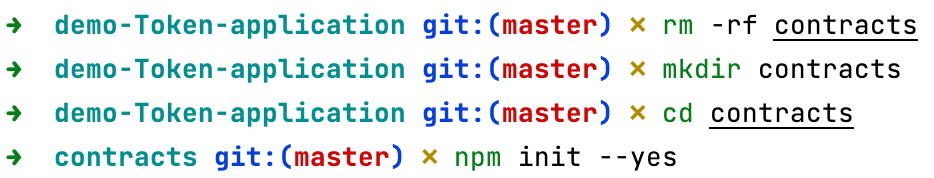 → demo-Token-application git:(master) × rm -rf contracts
→ demo-Token-application git:(master) × mkdir contracts
→ demo-Token-application git:(master) × cd contracts
→ contracts git:(master) × npm init --yes